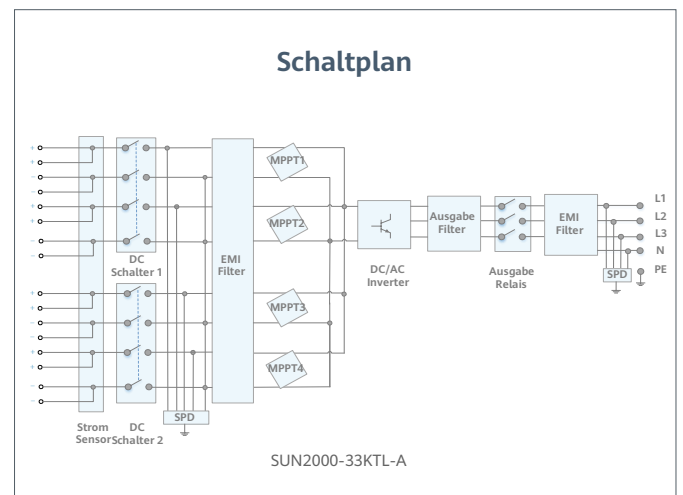 Schaltplan
+
+
−
−
+
+
−
−
+
+
−
−
+
+
−
−
Strom
Sensor
DC
Schalter 1
DC
Schalter 2
SPD
EMI
Filter
MPPT1
MPPT2
MPPT3
MPPT4
DC/AC
Inverter
Ausgabe
Filter
Ausgabe
Relais
EMI
Filter
SPD
L1
L2
L3
N
PE
SUN2000-33KTL-A